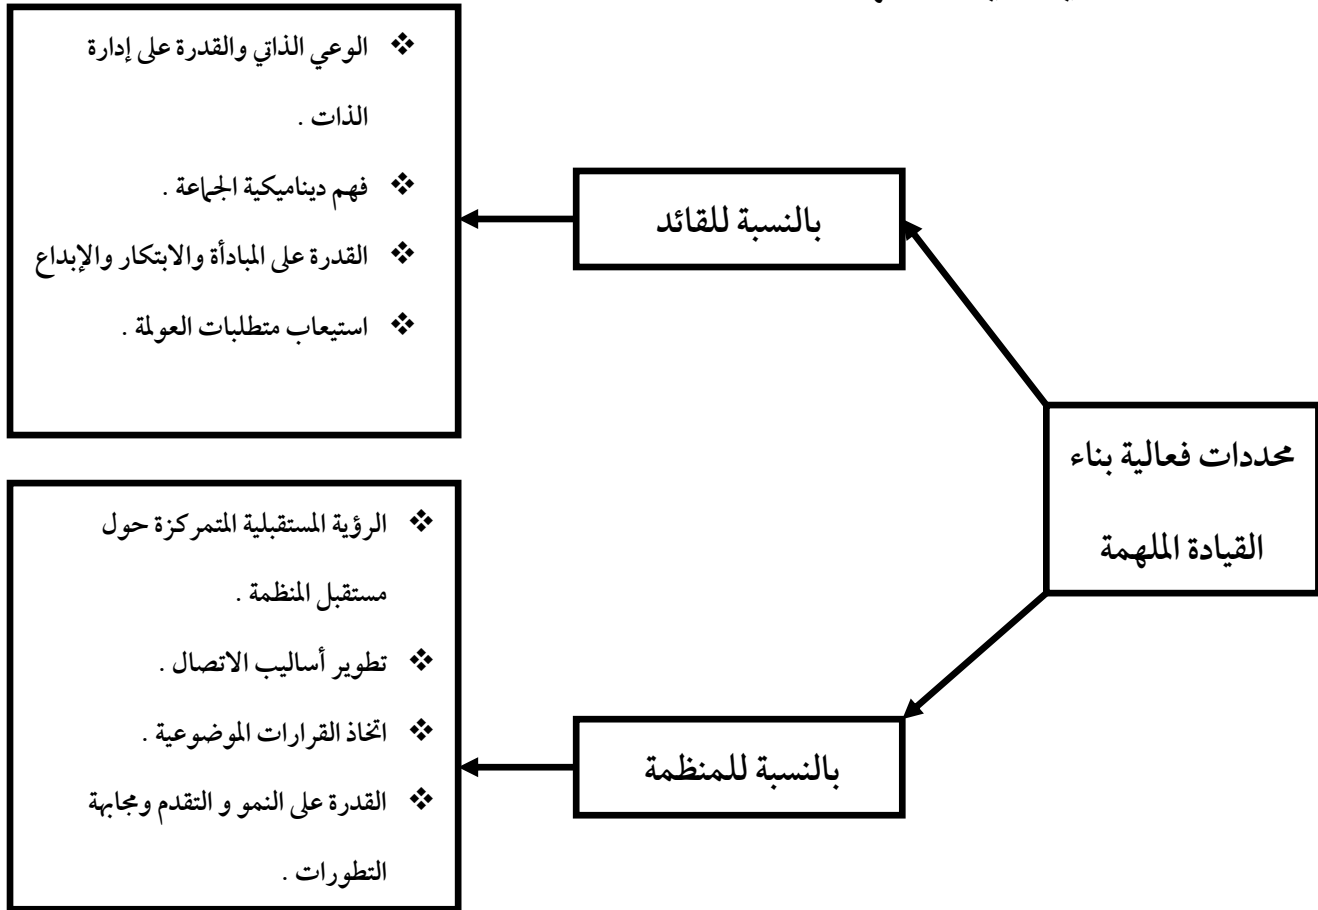 محددات فعالية بناء
القيادة الملهمة
بالنسبة للقائد
❖ الوعي الذاتي والقدرة على إدارة
الذات .
❖ فهم ديناميكية الجماعة .
❖ القدرة على المبادأة والابتكار والإبداع
❖ استيعاب متطلبات العولمة .
بالنسبة للمنظمة
❖ الرؤية المستقبلية المتمركزة حول
مستقبل المنظمة .
❖ تطوير أساليب الاتصال .
❖ اتخاذ القرارات الموضوعية .
❖ القدرة على النمو و التقدم ومجابهة
التطورات .